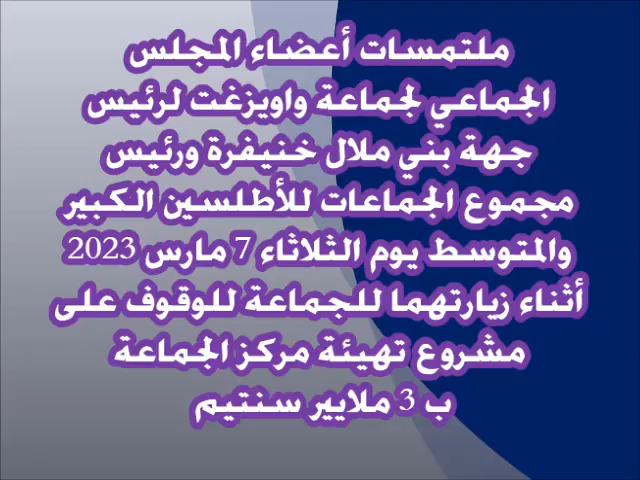 ملتمسات أعضاء المجلس
الجماعي لجماعة واويزغت لرئيس
جهة بني ملال خنيفرة ورئيس
مجموع الجماعات للأطلسين الكبير
والمتوسط يوم الثلاثاء 7 مارس 2023
أثناء زيارتهما للجماعة للوقوف على
مشروع تهيئة مركز الجماعة
ب 3 ملايير سنتيم